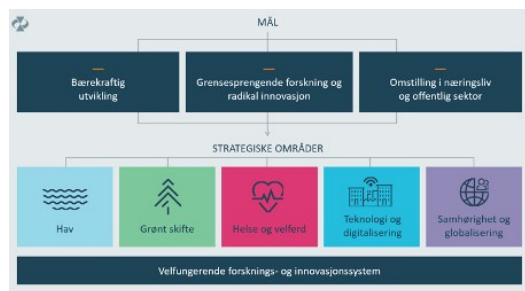 MÅL
Bærekraftig
utvikling
Grensesprengende forskning og
radikal innovasjon
Omstilling i næringsliv
og offentlig sektor
STRATEGISKE OMRÅDER
Hav
Grønt skifte
Helse og velferd
Teknologi og
digitalisering
Samhørighet og
globalisering
Velfungerende forsknings- og innovasjonssystem